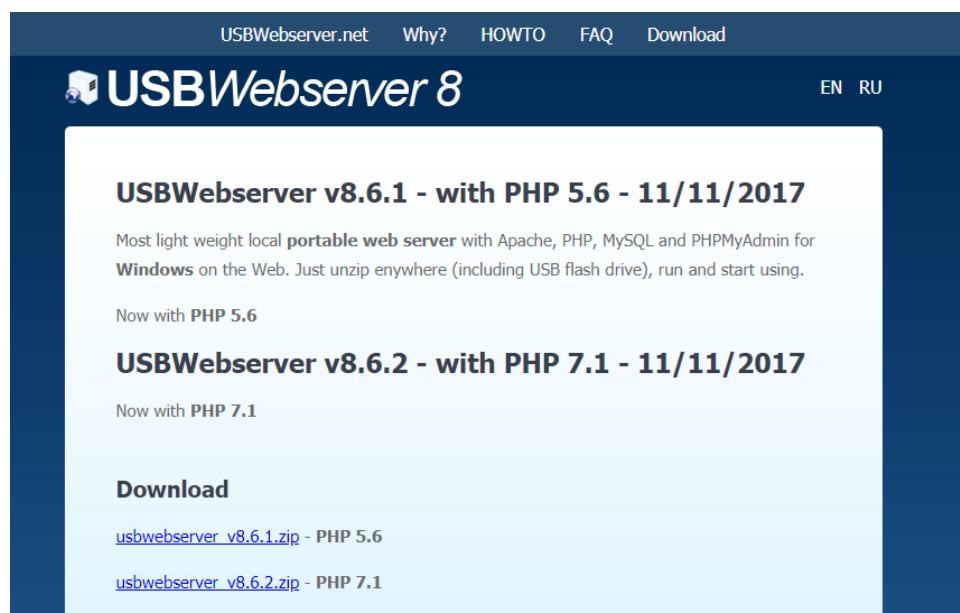 USBWebserver.net Why? HOWTO FAQ Download
USBWebserver 8
EN RU
USBWebserver v8.6.1 - with PHP 5.6 - 11/11/2017
Most light weight local portable web server with Apache, PHP, MySQL and PHPMyAdmin for
Windows on the Web. Just unzip enywhere (including USB flash drive), run and start using.
Now with PHP 5.6
USBWebserver v8.6.2 - with PHP 7.1 - 11/11/2017
Now with PHP 7.1
Download
usbwebserver_v8.6.1.zip - PHP 5.6
usbwebserver_v8.6.2.zip - PHP 7.1